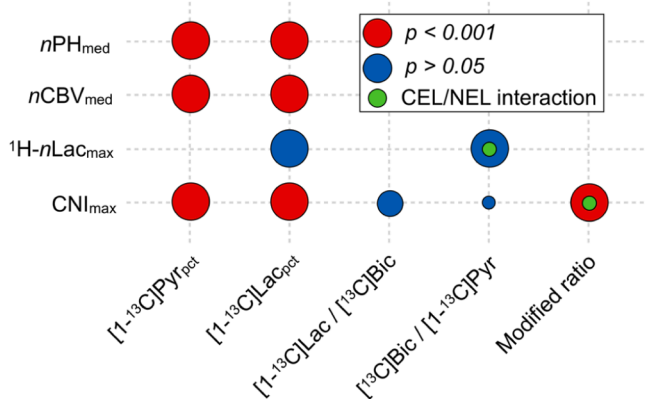 nPHmed
p < 0.001
p > 0.05
nCBVmed
CEL/NEL interaction
¹H-nLacmax
CNImax
[1-¹³C]Pyrpct
[1-¹³C]Lacpct
[1-¹³C]Lac / [¹³C]Bic
[¹³C]Bic / [1-¹³C]Pyr
Modified ratio